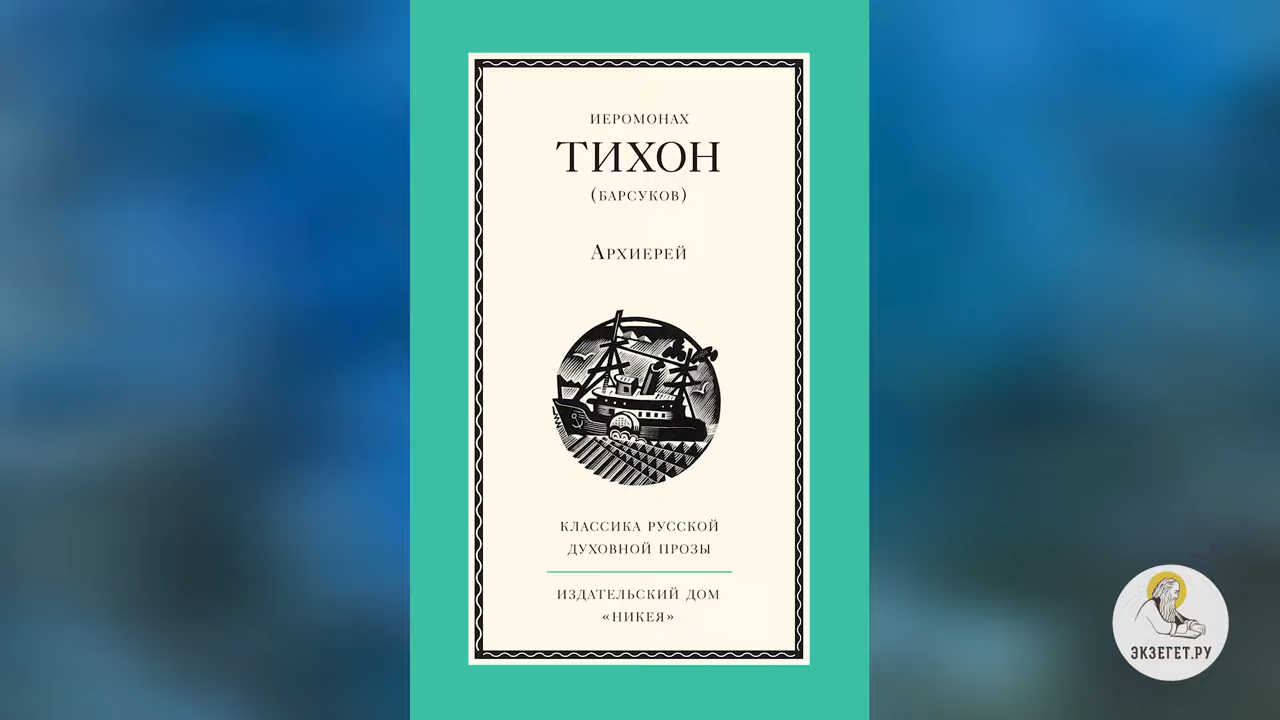 ИЕРОМОНАХ
ТИХОН
(БАРСУКОВ)
АРХИЕРЕЙ
КЛАССИКА РУССКОЙ
ДУХОВНОЙ ПРОЗЫ
ИЗДАТЕЛЬСКИЙ ДОМ
«НИКЕЯ»
ЭКЗЕГЕТ.РУ